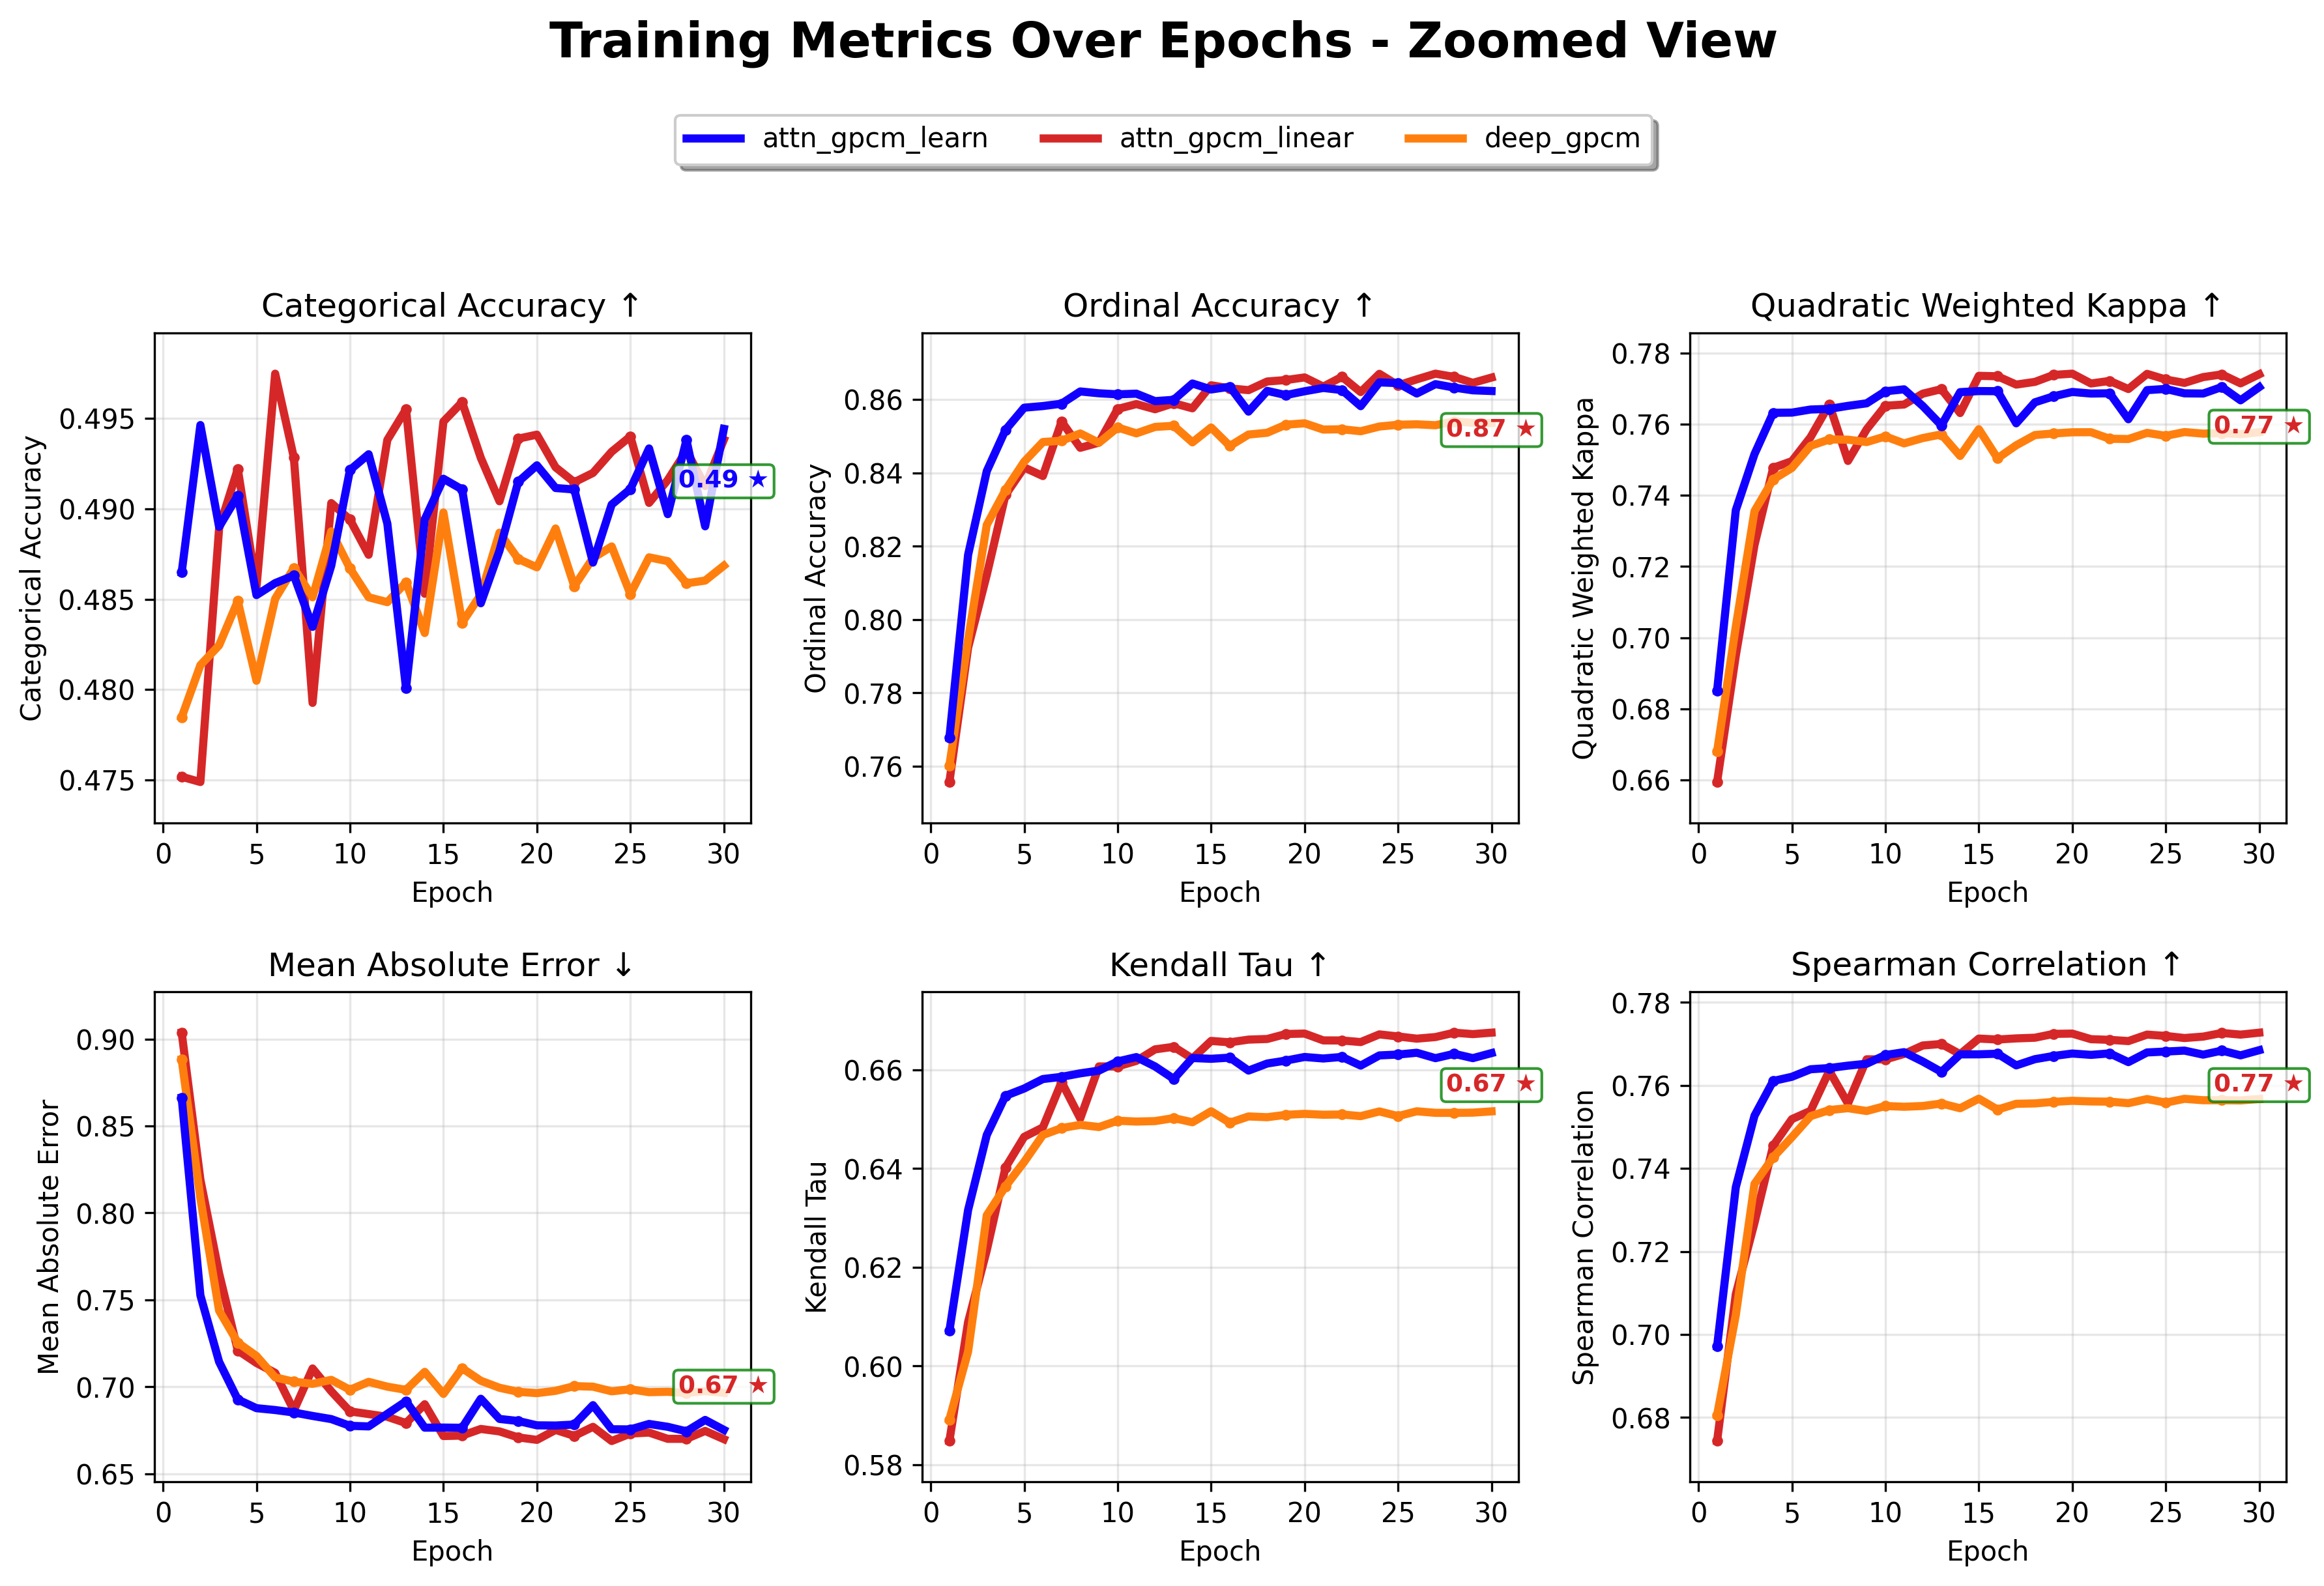 Training Metrics Over Epochs - Zoomed View
attn_gpcm_learn attn_gpcm_linear deep_gpcm
Categorical Accuracy ↑
Categorical Accuracy
0.495
0.490
0.485
0.480
0.475
0.49 ★
0 5 10 15 20 25 30
Epoch
Ordinal Accuracy ↑
Ordinal Accuracy
0.86
0.84
0.82
0.80
0.78
0.76
0.87 ★
0 5 10 15 20 25 30
Epoch
Quadratic Weighted Kappa ↑
Quadratic Weighted Kappa
0.78
0.76
0.74
0.72
0.70
0.68
0.66
0.77 ★
0 5 10 15 20 25 30
Epoch
Mean Absolute Error ↓
Mean Absolute Error
0.90
0.85
0.80
0.75
0.70
0.65
0.67 ★
0 5 10 15 20 25 30
Epoch
Kendall Tau ↑
Kendall Tau
0.66
0.64
0.62
0.60
0.58
0.67 ★
0 5 10 15 20 25 30
Epoch
Spearman Correlation ↑
Spearman Correlation
0.78
0.76
0.74
0.72
0.70
0.68
0.77 ★
0 5 10 15 20 25 30
Epoch